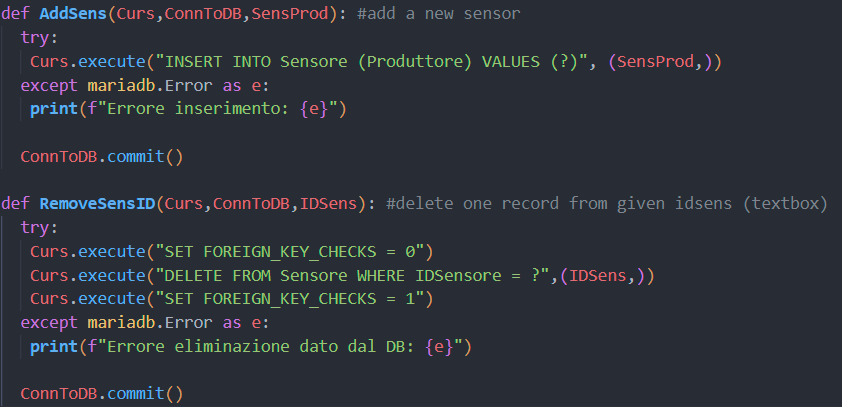 def AddSens(Curs,ConnToDB,SensProd): #add a new sensor
  try:
   Curs.execute("INSERT INTO Sensore (Produttore) VALUES (?)", (SensProd,))
  except mariadb.Error as e:
   print(f"Errore inserimento: {e}")
  ConnToDB.commit()
def RemoveSensID(Curs,ConnToDB,IDSens): #delete one record from given idsens (textbox)
  try:
   Curs.execute("SET FOREIGN_KEY_CHECKS = 0")
   Curs.execute("DELETE FROM Sensore WHERE IDSensore = ?",(IDSens,))
   Curs.execute("SET FOREIGN_KEY_CHECKS = 1")
  except mariadb.Error as e:
   print(f"Errore eliminazione dato dal DB: {e}")
  ConnToDB.commit()